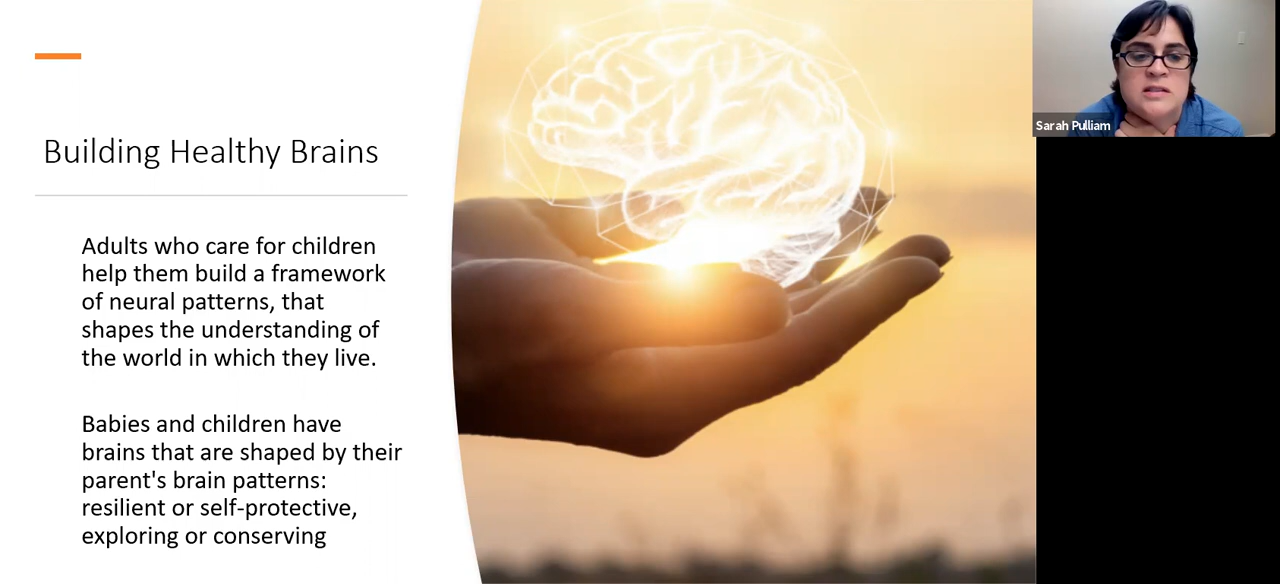 Building Healthy Brains
Adults who care for children
help them build a framework
of neural patterns, that
shapes the understanding of
the world in which they live.
Babies and children have
brains that are shaped by their
parent's brain patterns:
resilient or self-protective,
exploring or conserving
Sarah Pulliam